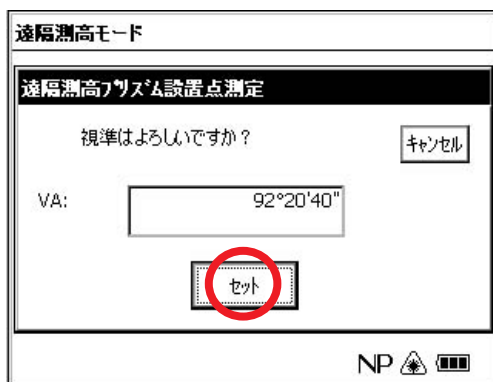 遠隔測高モード
遠隔測高プリズム設置点測定
視準はよろしいですか？
キャンセル
VA:
92°20'40"
セット
NP